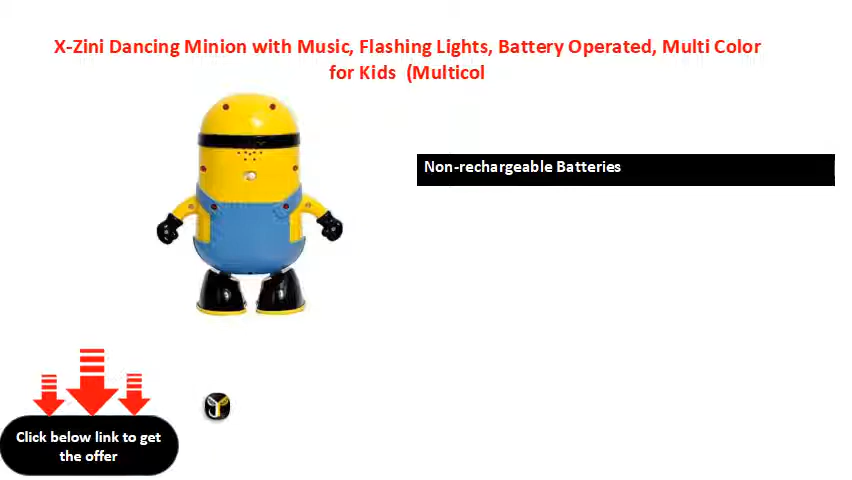 X-Zini Dancing Minion with Music, Flashing Lights, Battery Operated, Multi Color
for Kids (Multicol
Non-rechargeable Batteries
Click below link to get
the offer